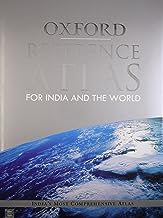 OXFORD
REFERENCE
ATLAS
FOR INDIA AND THE WORLD
INDIA'S MOST COMPREHENSIVE ATLAS